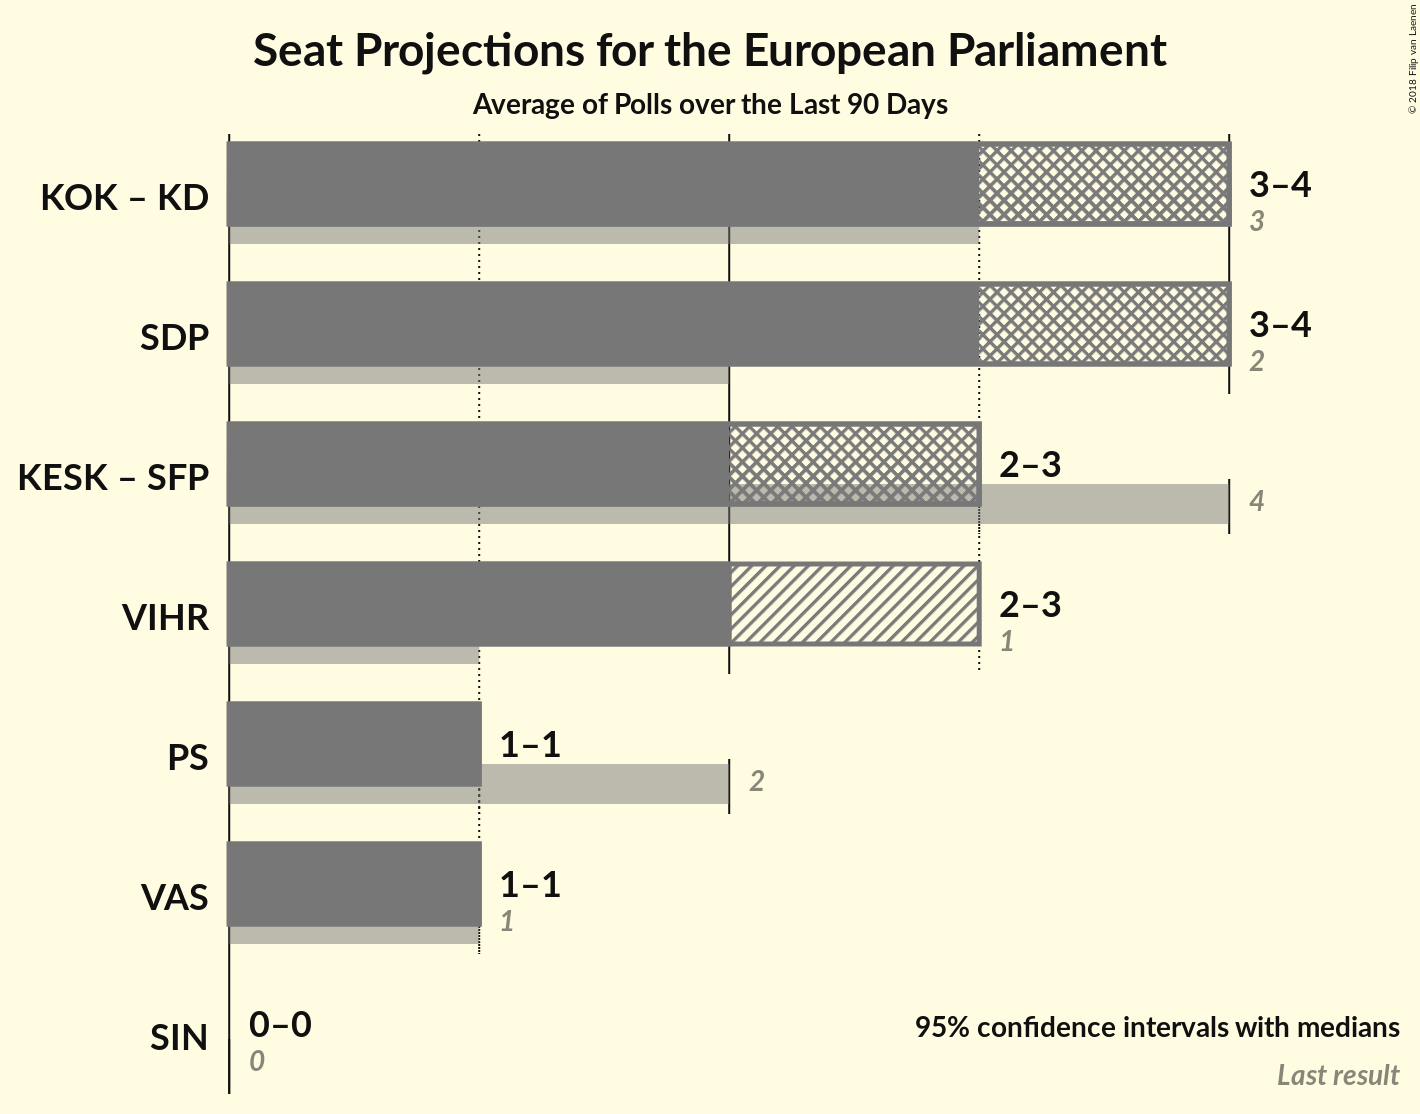 Seat Projections for the European Parliament
Average of Polls over the Last 90 Days
© 2018 Filip van Laenen
KOK – KD
3–4
3
SDP
3–4
2
KESK – SFP
2–3
4
VIHR
2–3
1
PS
1–1
2
VAS
1–1
1
SIN
0–0
0
95% confidence intervals with medians
Last result